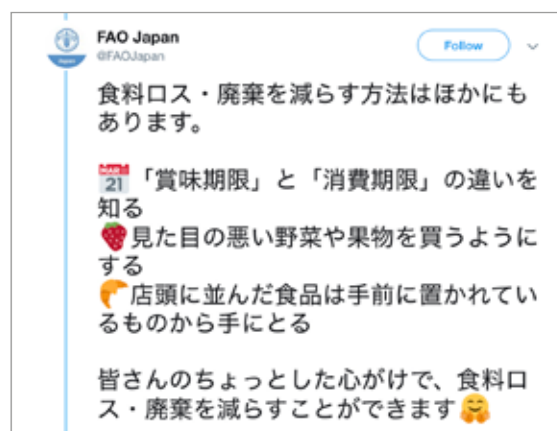 FAO Japan
@FAOJapan
Follow
Japan
食料ロス・廃棄を減らす方法はほかにも
あります。
📅「賞味期限」と「消費期限」の違いを
知る
🍓見た目の悪い野菜や果物を買うように
する
🥐店頭に並んだ食品は手前に置かれてい
るものから手にとる
皆さんのちょっとした心がけで、食料ロ
ス・廃棄を減らすことができます🤗